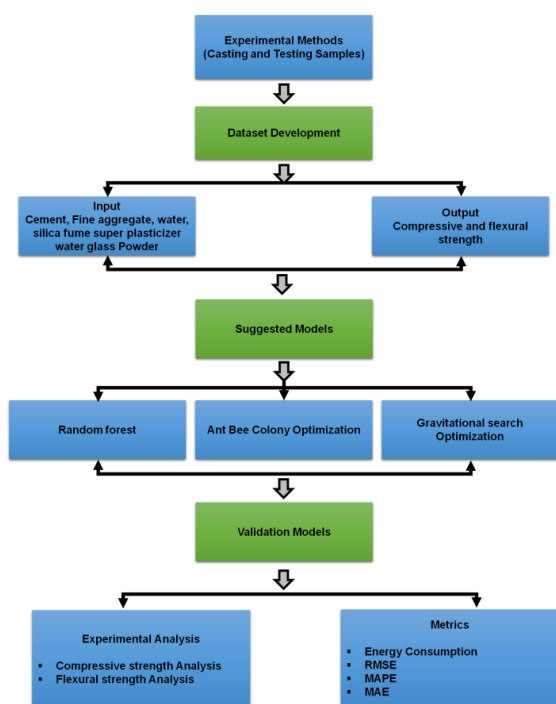 Experimental Methods
(Casting and Testing Samples)
Dataset Development
Input
Cement, Fine aggregate, water,
silica fume super plasticizer
water glass Powder
Output
Compressive and flexural
strength
Suggested Models
Random forest
Ant Bee Colony Optimization
Gravitational search
Optimization
Validation Models
Experimental Analysis
▪ Compressive strength Analysis
▪ Flexural strength Analysis
Metrics
▪ Energy Consumption
▪ RMSE
▪ MAPE
▪ MAE